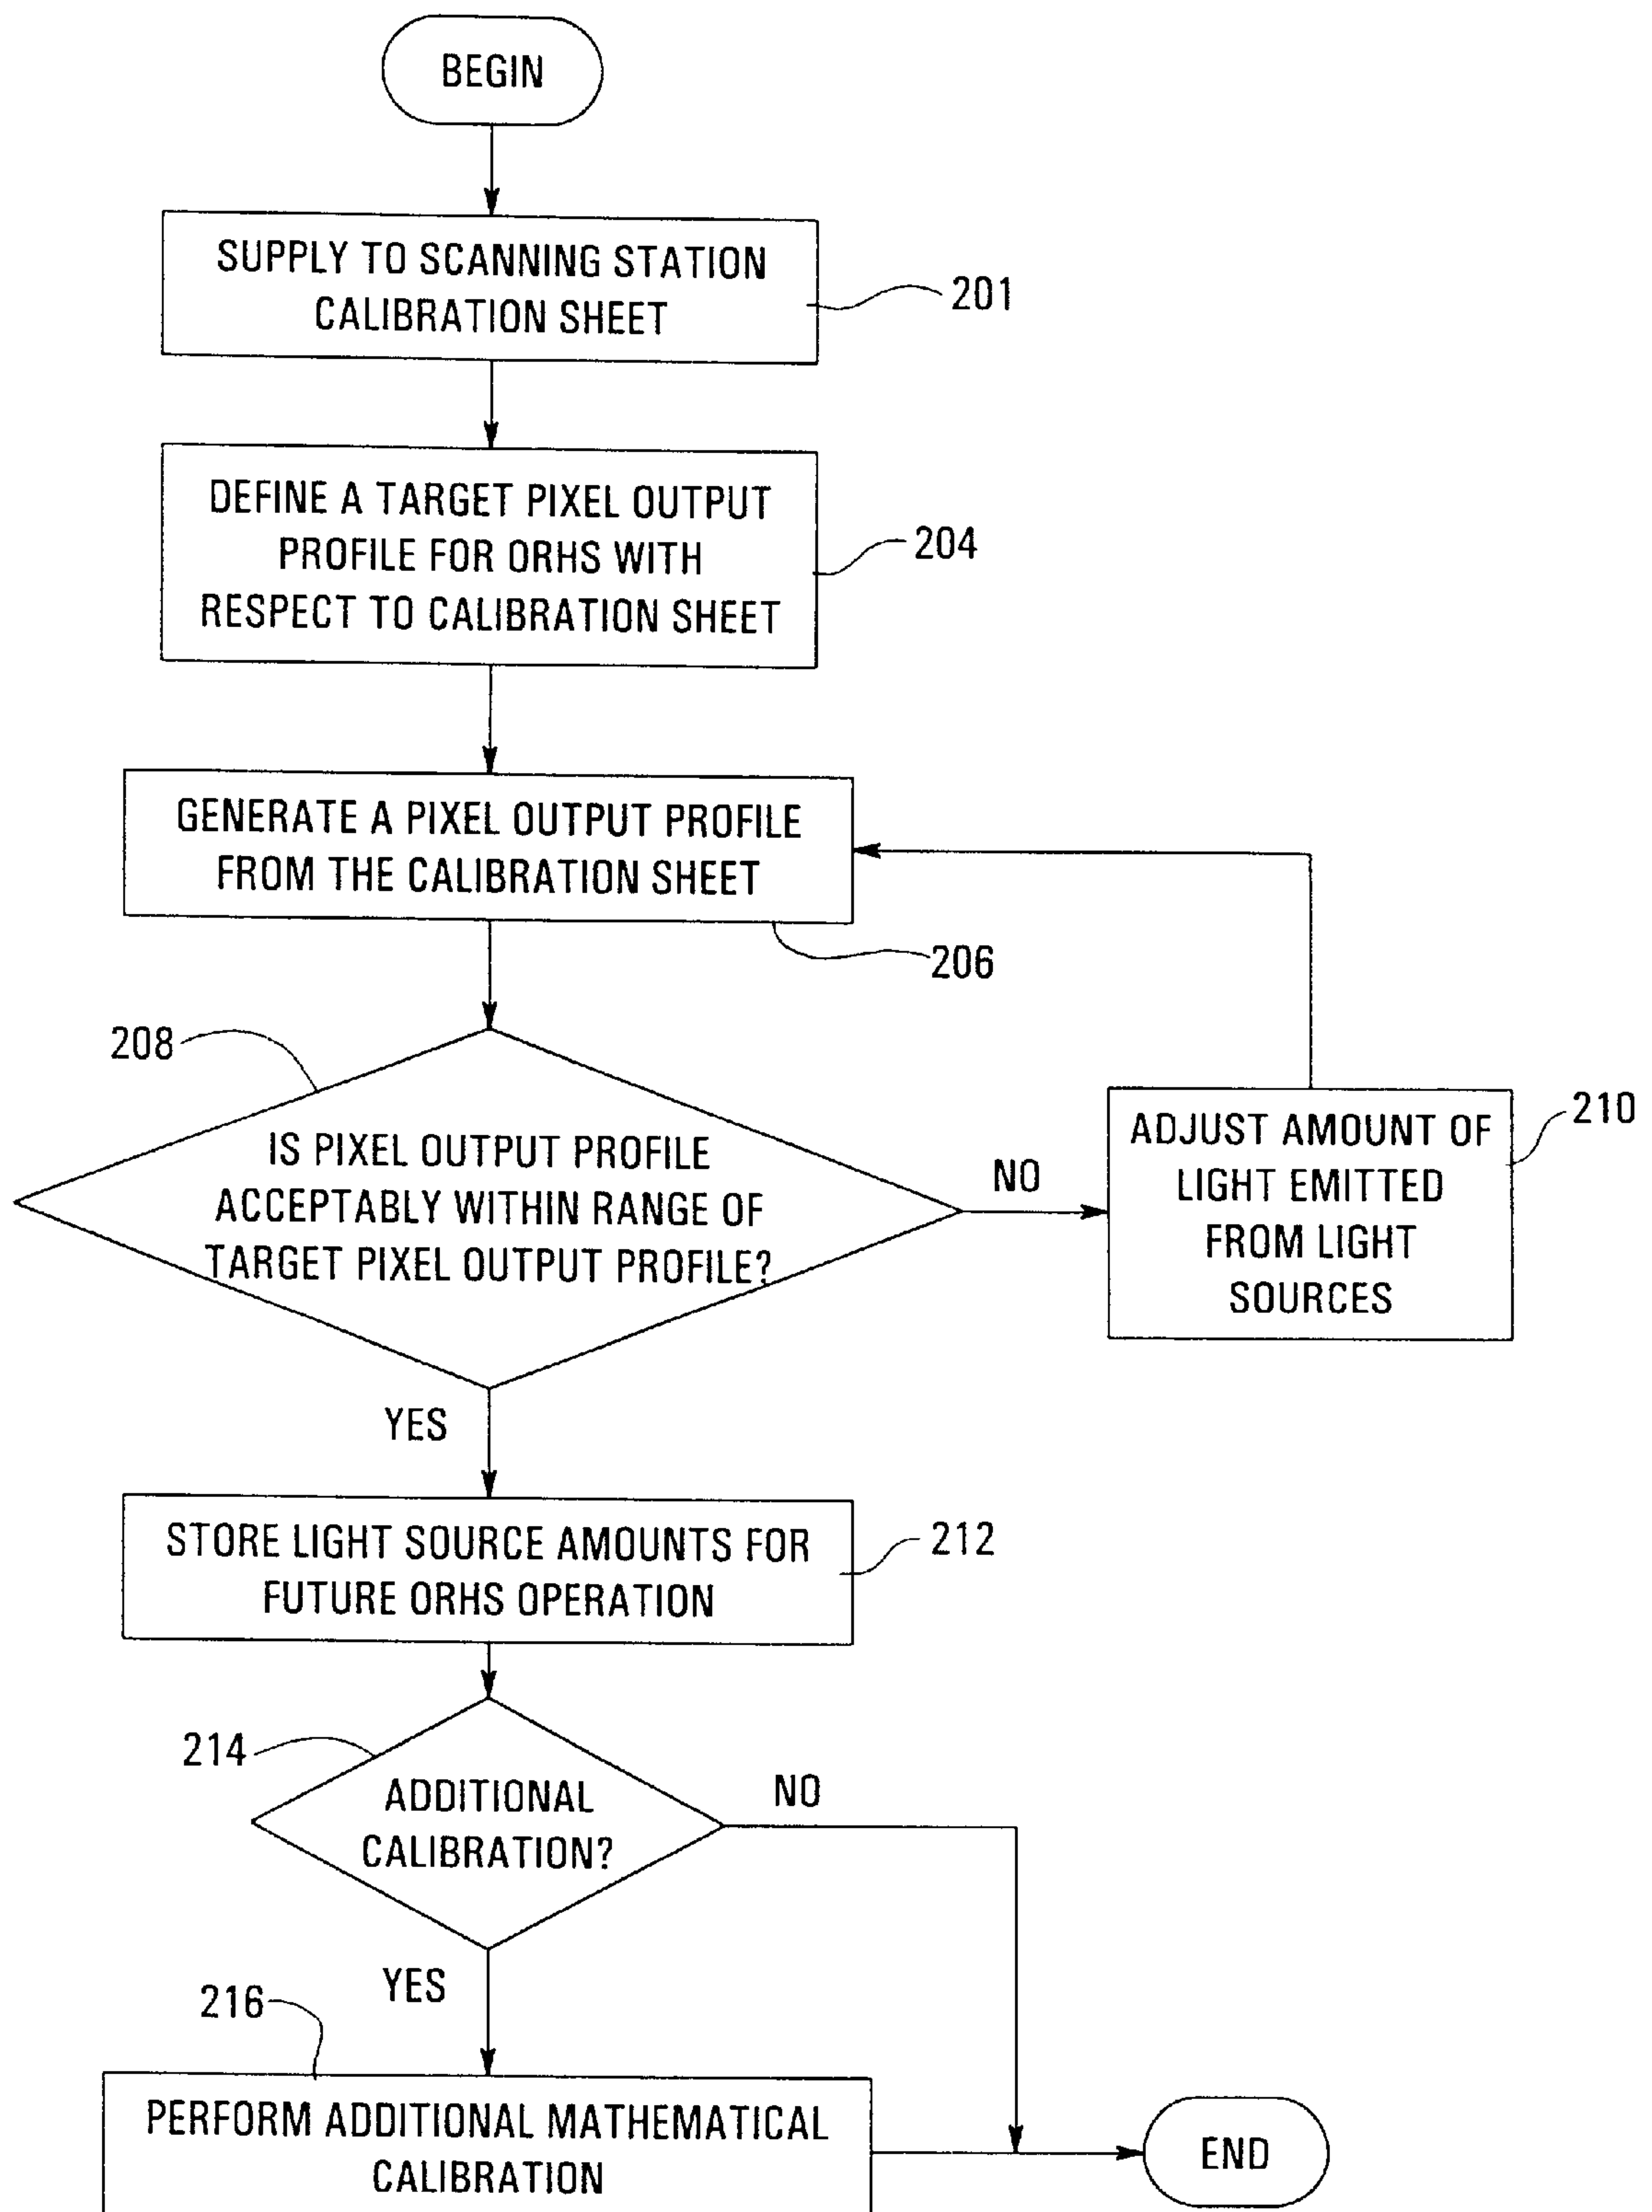 BEGIN
SUPPLY TO SCANNING STATION
CALIBRATION SHEET
201
DEFINE A TARGET PIXEL OUTPUT
PROFILE FOR ORHS WITH
RESPECT TO CALIBRATION SHEET
204
GENERATE A PIXEL OUTPUT PROFILE
FROM THE CALIBRATION SHEET
206
208
IS PIXEL OUTPUT PROFILE
ACCEPTABLY WITHIN RANGE OF
TARGET PIXEL OUTPUT PROFILE?
NO
ADJUST AMOUNT OF
LIGHT EMITTED
FROM LIGHT
SOURCES
210
YES
STORE LIGHT SOURCE AMOUNTS FOR
FUTURE ORHS OPERATION
212
214
ADDITIONAL
CALIBRATION?
NO
YES
216
PERFORM ADDITIONAL MATHEMATICAL
CALIBRATION
END